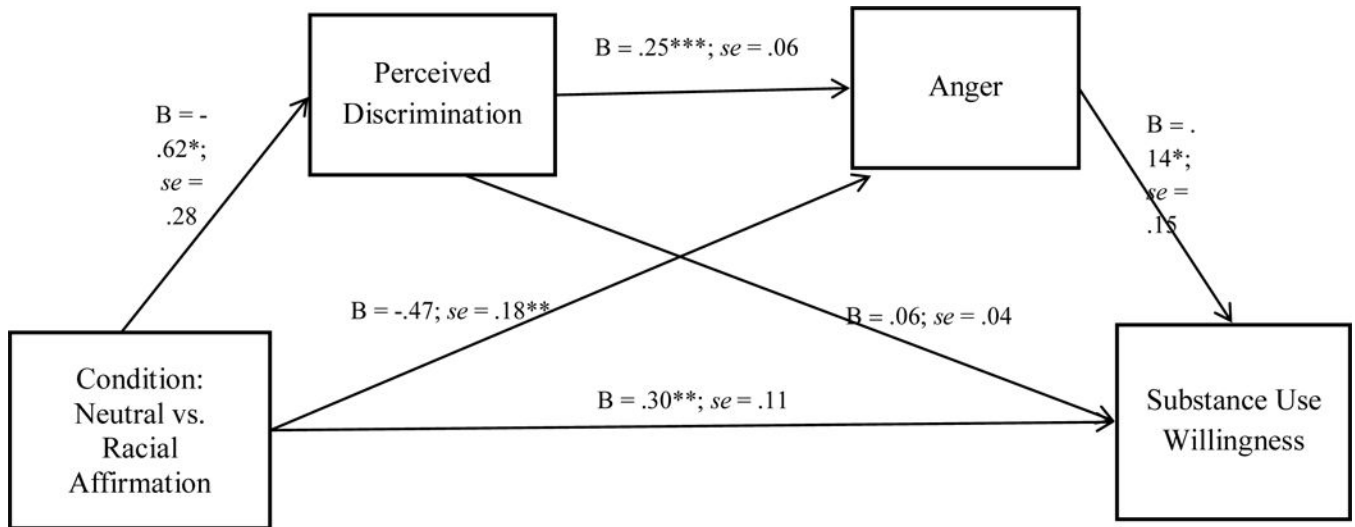 Perceived
Discrimination
B = .25***; se = .06
Anger
B = -
.62*;
se =
.28
B = .
14*;
se =
.15
B = -.47; se = .18**
B = .06; se = .04
Condition:
Neutral vs.
Racial
Affirmation
B = .30**; se = .11
Substance Use
Willingness